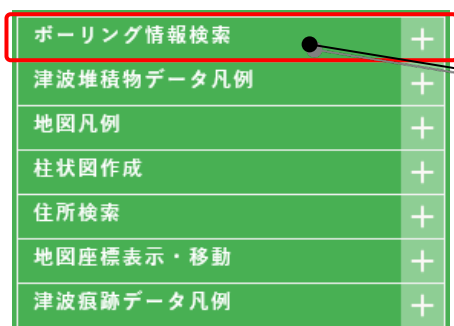 ボーリング情報検索
津波堆積物データ凡例
地図凡例
柱状図作成
住所検索
地図座標表示・移動
津波痕跡データ凡例